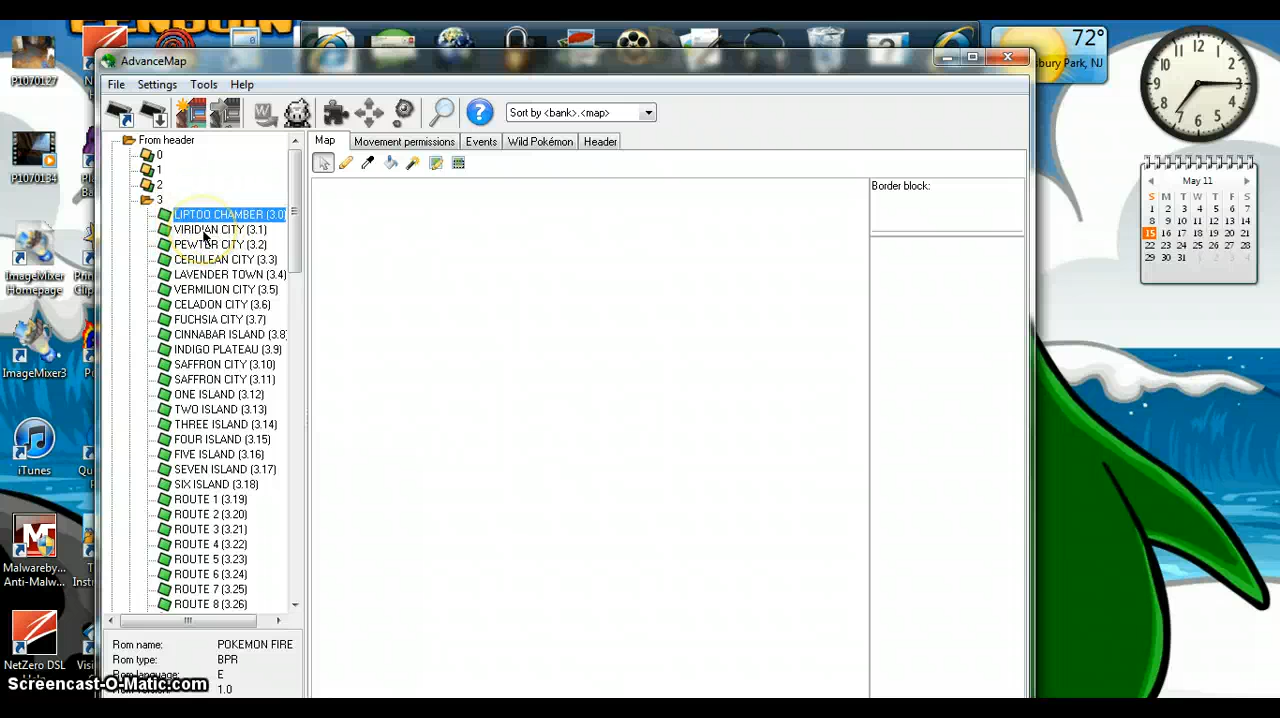 PENGUIN
P1070127
72°
sbury Park, NJ
AdvanceMap
File Settings Tools Help
Sort by <bank>.<map>
From header
Map Movement permissions Events Wild Pokémon Header
0
1
2
3
Border block:
LIPTOO CHAMBER (3.0)
VIRIDIAN CITY (3.1)
PEWTER CITY (3.2)
CERULEAN CITY (3.3)
LAVENDER TOWN (3.4)
VERMILION CITY (3.5)
CELADON CITY (3.6)
FUCHSIA CITY (3.7)
CINNABAR ISLAND (3.8)
INDIGO PLATEAU (3.9)
SAFFRON CITY (3.10)
SAFFRON CITY (3.11)
ONE ISLAND (3.12)
TWO ISLAND (3.13)
THREE ISLAND (3.14)
FOUR ISLAND (3.15)
FIVE ISLAND (3.16)
SEVEN ISLAND (3.17)
SIX ISLAND (3.18)
ROUTE 1 (3.19)
ROUTE 2 (3.20)
ROUTE 3 (3.21)
ROUTE 4 (3.22)
ROUTE 5 (3.23)
ROUTE 6 (3.24)
ROUTE 7 (3.25)
ROUTE 8 (3.26)
Rom name: POKEMON FIRE
Rom type: BPR
Rom language: E
1.0
P1070134
ImageMixer
Homepage
ImageMixer3
iTunes
Malwareby...
Anti-Malw...
NetZero DSL
Screencast-O-Matic.com
12 1 2 3 4 5 6 7 8 9 10 11
May 11
S M T W T F S
1 2 3 4 5 6 7
8 9 10 11 12 13 14
15 16 17 18 19 20 21
22 23 24 25 26 27 28
29 30 31 1 2 3 4